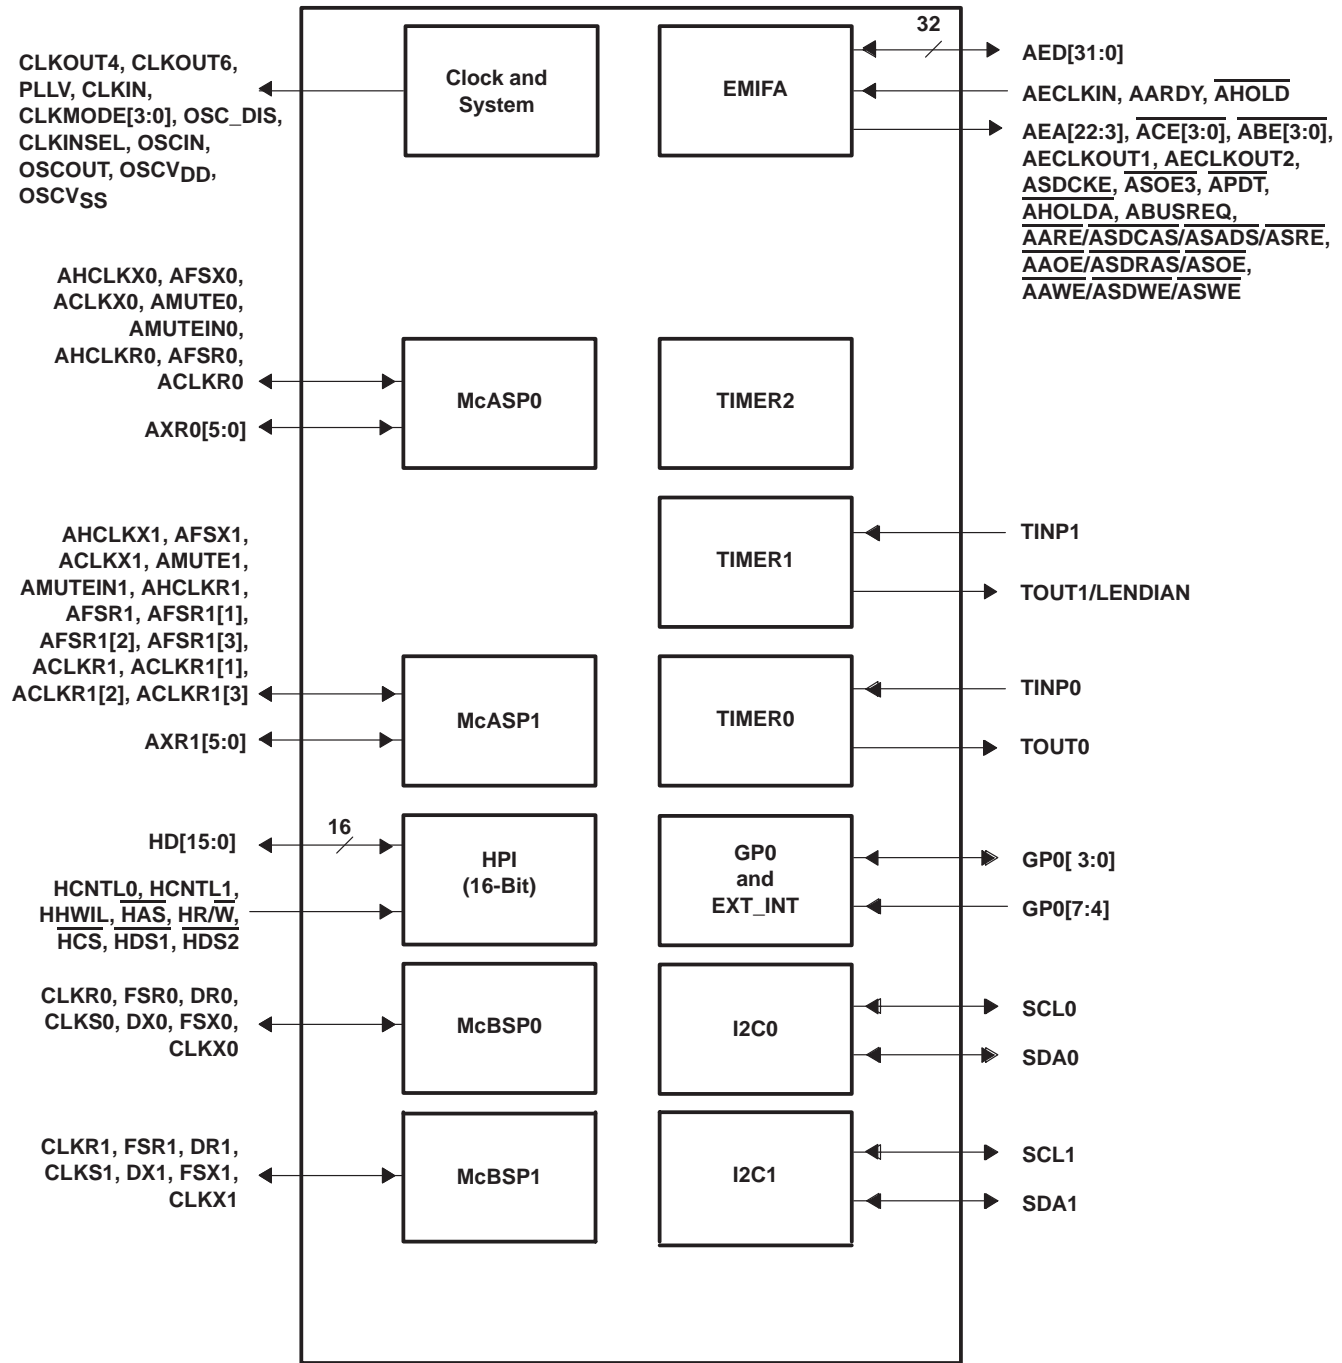 CLKOUT4, CLKOUT6,
PLLV, CLKIN,
CLKMODE[3:0], OSC_DIS,
CLKINSEL, OSCIN,
OSCOUT, OSCVDD,
OSCVSS
Clock and
System
EMIFA
32
AED[31:0]
AECLKIN, AARDY, AHOLD
AEA[22:3], ACE[3:0], ABE[3:0],
AECLKOUT1, AECLKOUT2,
ASDCKE, ASOE3, APDT,
AHOLDA, ABUSREQ,
AARE/ASDCAS/ASADS/ASRE,
AAOE/ASDRAS/ASOE,
AAWE/ASDWE/ASWE
AHCLKX0, AFSX0,
ACLKX0, AMUTE0,
AMUTEIN0,
AHCLKR0, AFSR0,
ACLKR0
AXR0[5:0]
McASP0
TIMER2
AHCLKX1, AFSX1,
ACLKX1, AMUTE1,
AMUTEIN1, AHCLKR1,
AFSR1, AFSR1[1],
AFSR1[2], AFSR1[3],
ACLKR1, ACLKR1[1],
ACLKR1[2], ACLKR1[3]
AXR1[5:0]
McASP1
TIMER1
TINP1
TOUT1/LENDIAN
TIMER0
TINP0
TOUT0
HD[15:0]
16
HCNTL0, HCNTL1,
HHWIL, HAS, HR/W,
HCS, HDS1, HDS2
HPI
(16-Bit)
GP0
and
EXT_INT
GP0[ 3:0]
GP0[7:4]
CLKR0, FSR0, DR0,
CLKS0, DX0, FSX0,
CLKX0
McBSP0
I2C0
SCL0
SDA0
CLKR1, FSR1, DR1,
CLKS1, DX1, FSX1,
CLKX1
McBSP1
I2C1
SCL1
SDA1